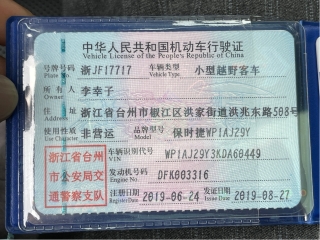 中华人民共和国机动车行驶证
Vehicle License of the People's Republic of China
号牌号码 浙JF17717 车辆类型 小型越野客车
Plate No. Vehicle Type
所有人 李幸子
Owner
住址 浙江省台州市椒江区洪家街道洪兆东路508号
Address
使用性质 非营运 品牌型号 保时捷WP1AJZ9Y
Use Character Model
浙江省台州市公安局交通警察支队
车辆识别代号 WP1AJ29Y3KDA60449
VIN
发动机号码 DFK003316
Engine No.
注册日期 2019-06-24 发证日期 2019-08-27
Register Date Issue Date